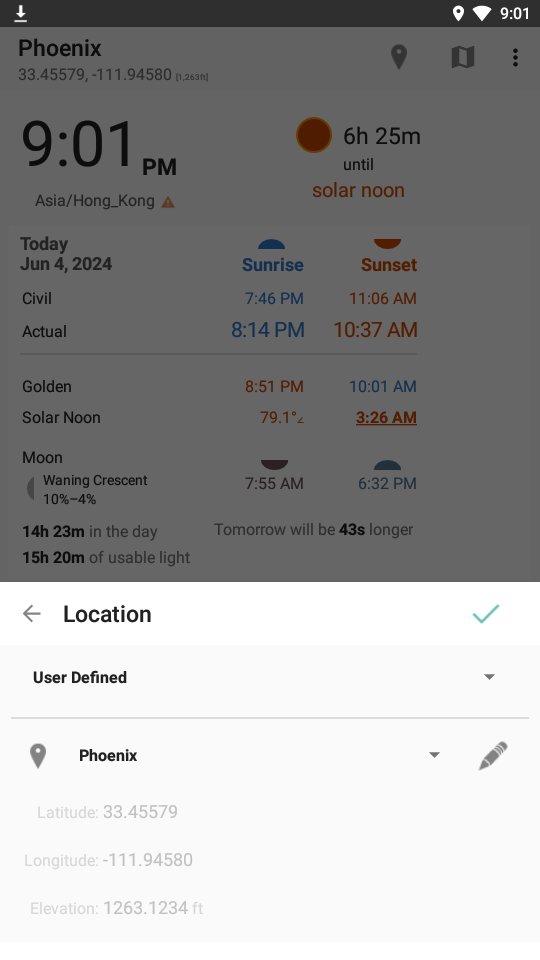 9:01
Phoenix
33.45579, -111.94580 [1,263ft]
9:01 PM
6h 25m
until
solar noon
Asia/Hong_Kong
Today
Jun 4, 2024
Sunrise Sunset
Civil 7:46 PM 11:06 AM
Actual 8:14 PM 10:37 AM
Golden 8:51 PM 10:01 AM
Solar Noon 79.1°∠ 3:26 AM
Moon
Waning Crescent
10%–4%
7:55 AM 6:32 PM
14h 23m in the day
Tomorrow will be 43s longer
15h 20m of usable light
Location
User Defined
Phoenix
Latitude: 33.45579
Longitude: -111.94580
Elevation: 1263.1234 ft